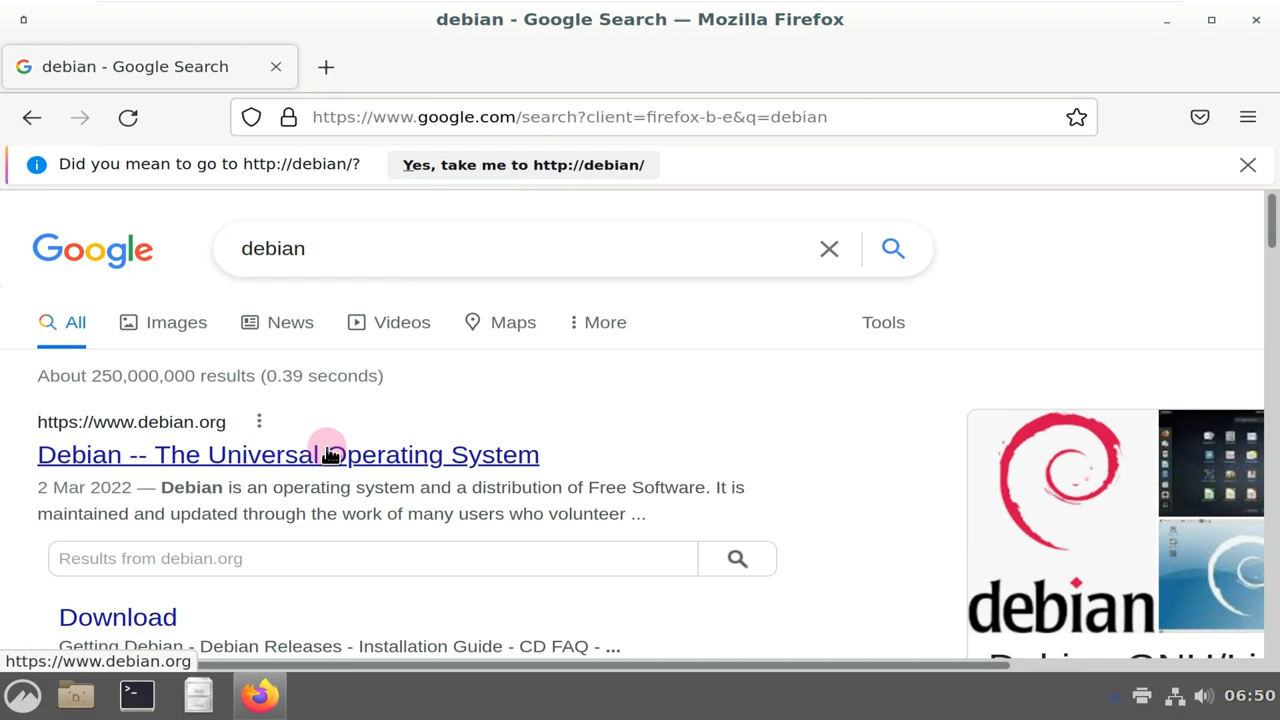 debian - Google Search — Mozilla Firefox
debian - Google Search
https://www.google.com/search?client=firefox-b-e&q=debian
Did you mean to go to http://debian/?
Yes, take me to http://debian/
Google
debian
All Images News Videos Maps More Tools
About 250,000,000 results (0.39 seconds)
https://www.debian.org
Debian -- The Universal Operating System
2 Mar 2022 — Debian is an operating system and a distribution of Free Software. It is
maintained and updated through the work of many users who volunteer ...
Results from debian.org
Download
Getting Debian - Debian Releases - Installation Guide - CD FAQ - ...
debian
https://www.debian.org
06:50